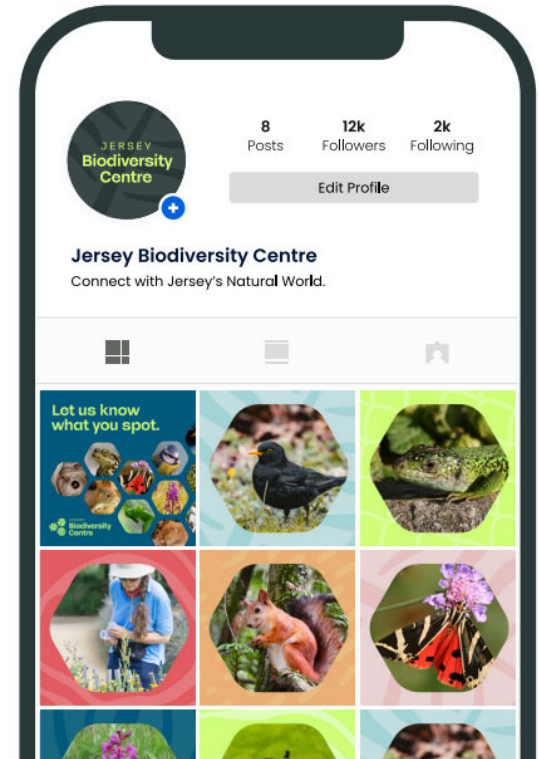 JERSEY
Biodiversity
Centre
8
Posts
12k
Followers
2k
Following
Edit Profile
Jersey Biodiversity Centre
Connect with Jersey's Natural World.
Let us know
what you spot.
JERSEY
Biodiversity
Centre